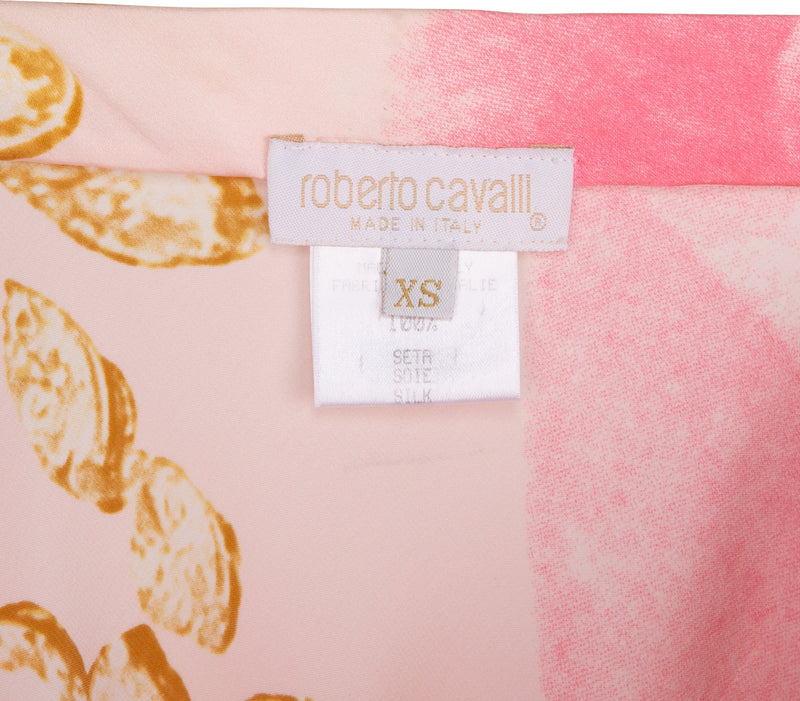 roberto cavalli ®
MADE IN ITALY
XS
100%
SETA
SOIE
SILK